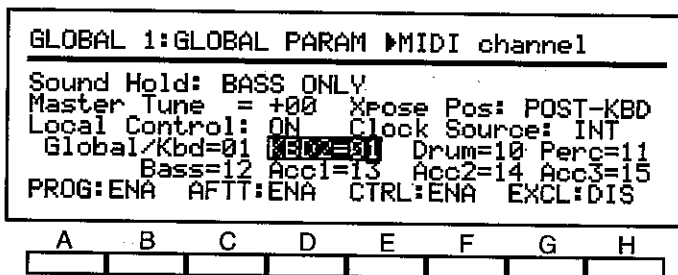 GLOBAL 1:GLOBAL PARAM ▶MIDI channel
Sound Hold: BASS ONLY
Master Tune = +00 Xpose Pos: POST-KBD
Local Control: ON Clock Source: INT
Global/Kbd=01 KBD2=01 Drum=10 Perc=11
Bass=12 Acc1=13 Acc2=14 Acc3=15
PROG:ENA AFTT:ENA CTRL:ENA EXCL:DIS
A B C D E F G H